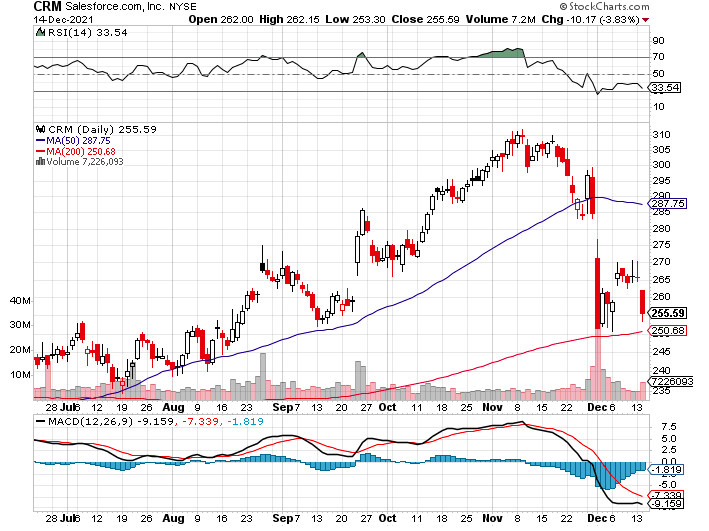 CRM Salesforce.com, Inc. NYSE
© StockCharts.com
14-Dec-2021 Open 262.00 High 262.15 Low 253.30 Close 255.59 Volume 7.2M Chg -10.17 (-3.83%)
RSI(14) 33.54
90
70
50
33.54
30
10
CRM (Daily) 255.59
MA(50) 287.75
MA(200) 250.68
Volume 7,226,093
310
305
300
295
290
287.75
285
280
275
270
265
260
255.59
250.68
245
240
7226093
235
40M
30M
20M
10M
28 Jul 6 12 19 26 Aug 9 16 23 Sep 7 13 20 27 Oct 11 18 25 Nov 8 15 22 Dec 6 13
MACD(12,26,9) -9.159, -7.339, -1.819
7.5
5.0
2.5
0.0
-1.819
-5.0
-7.339
-9.159
28 Jul 6 12 19 26 Aug 9 16 23 Sep 7 13 20 27 Oct 11 18 25 Nov 8 15 22 Dec 6 13